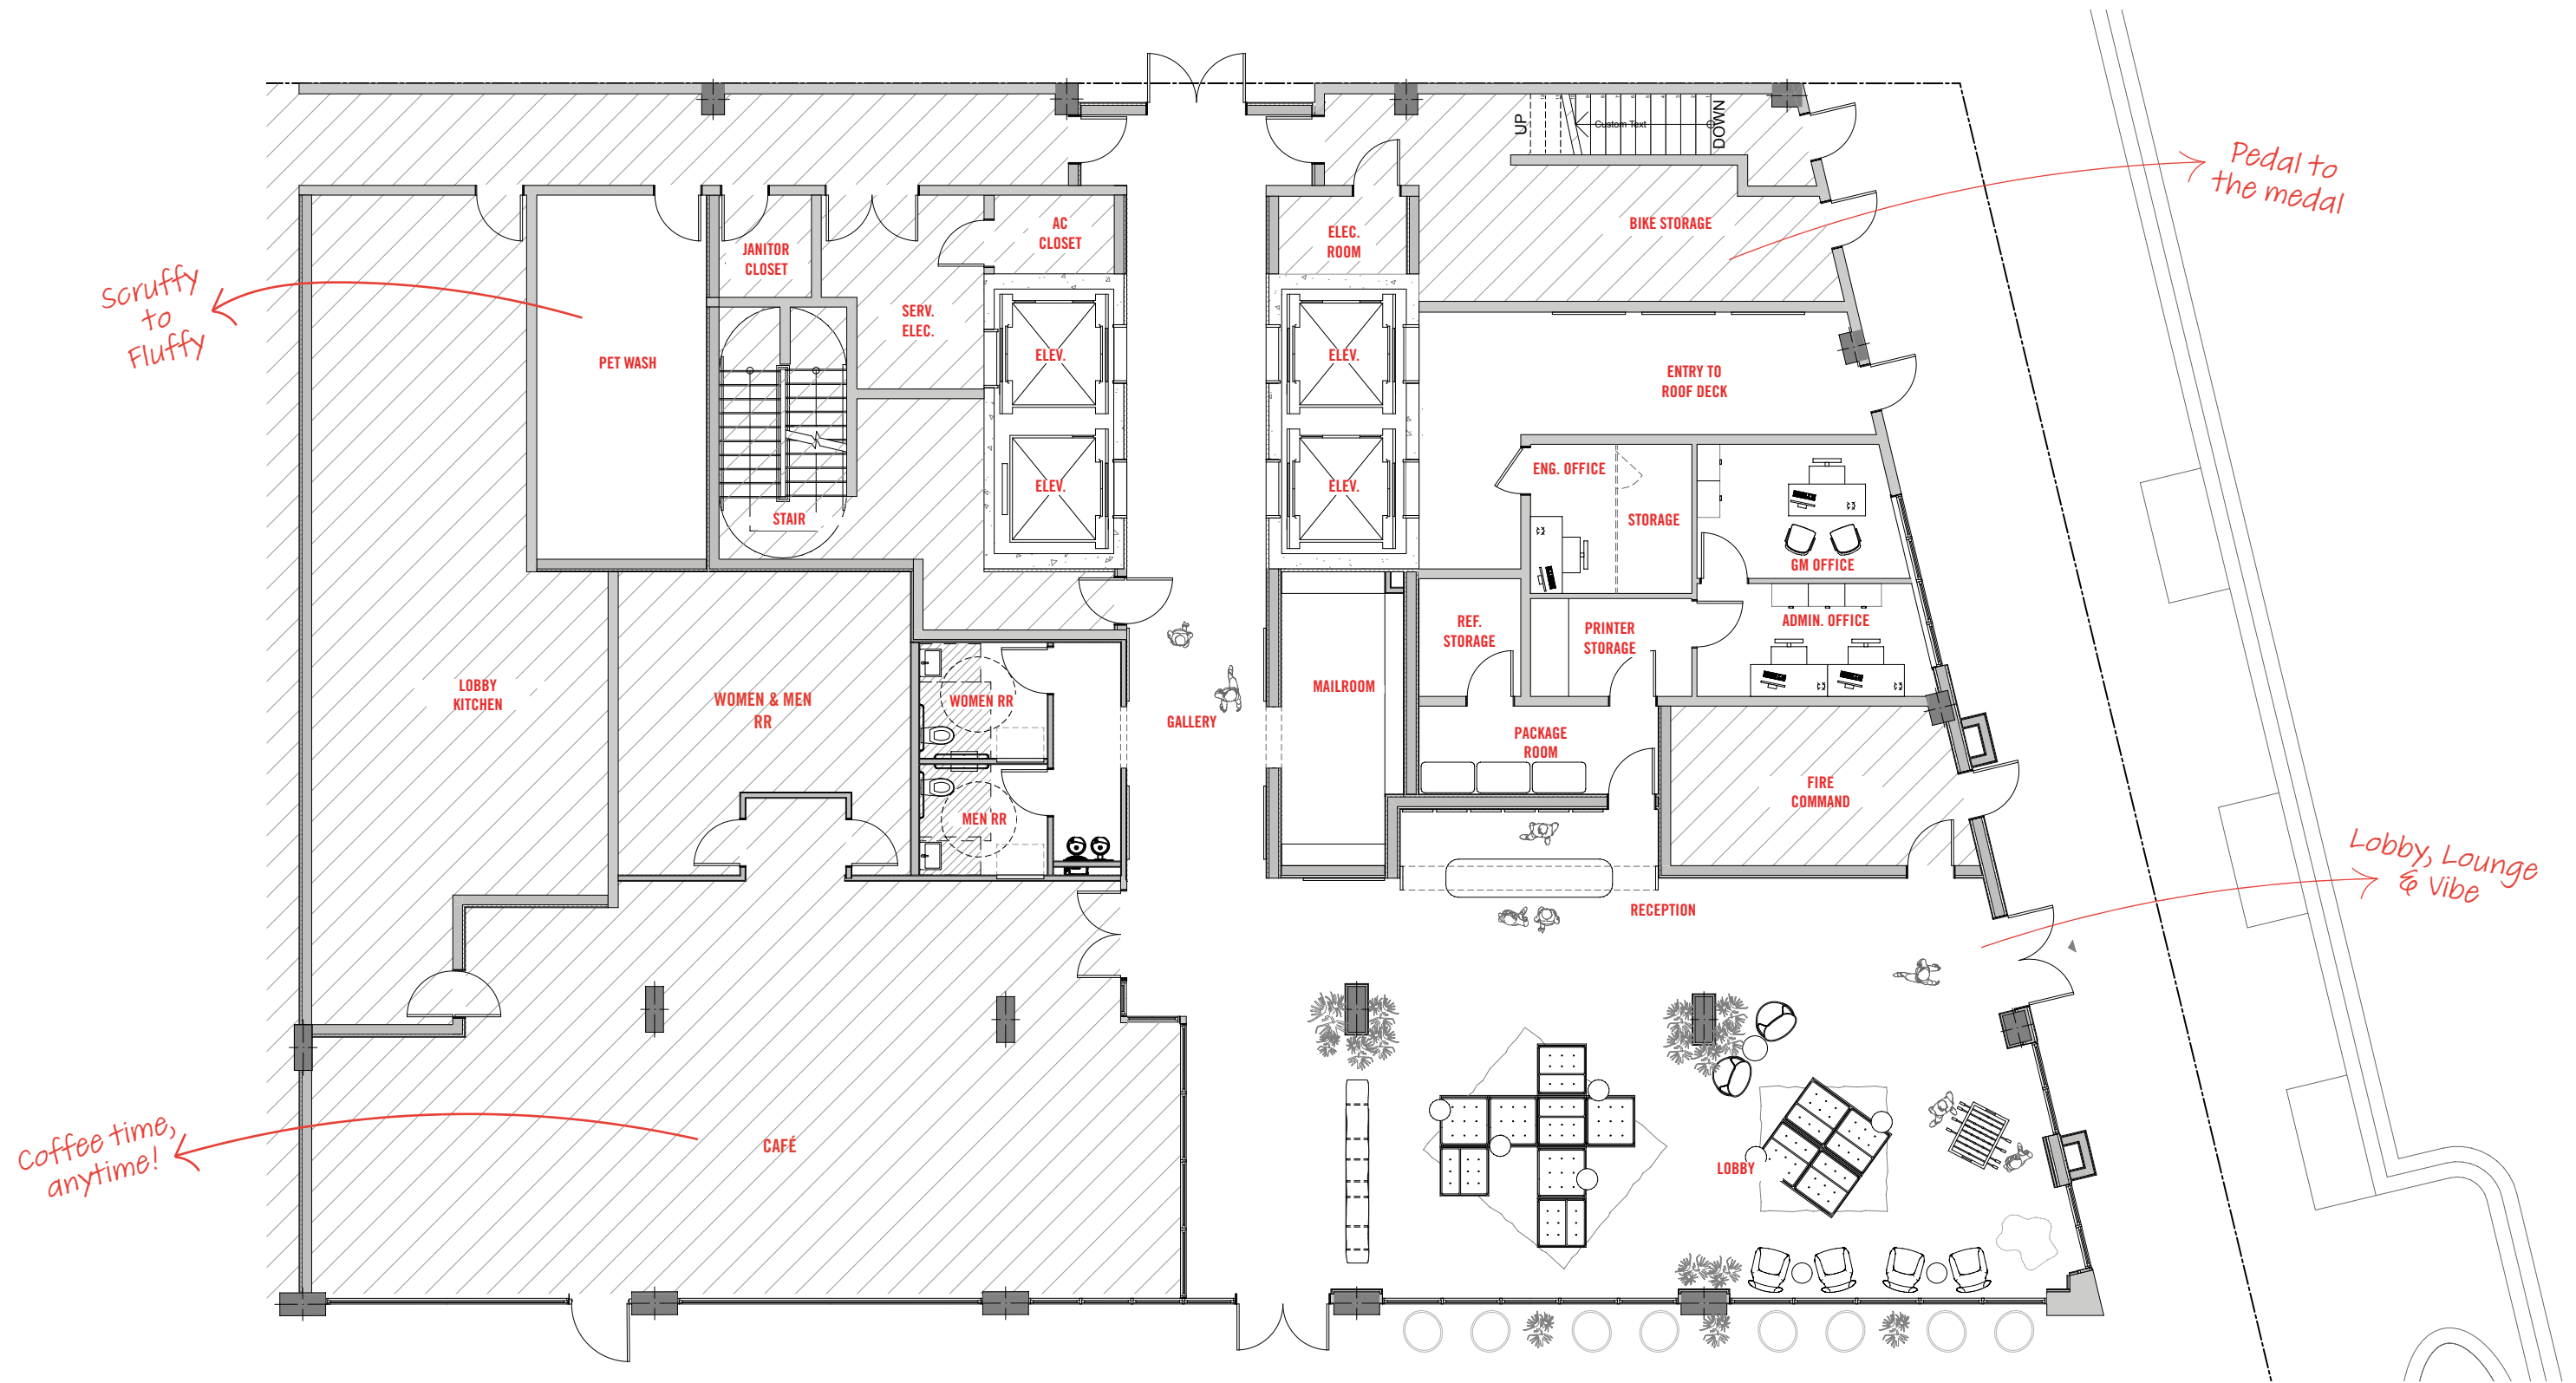 UP
Custom Text
DOWN
Pedal to
the medal
BIKE STORAGE
AC
CLOSET
ELEC.
ROOM
JANITOR
CLOSET
Scruffy
to
Fluffy
SERV.
ELEC.
PET WASH
ELEV.
ELEV.
ENTRY TO
ROOF DECK
ELEV.
ELEV.
ENG. OFFICE
STORAGE
STAIR
GM OFFICE
ADMIN. OFFICE
REF.
STORAGE
PRINTER
STORAGE
LOBBY
KITCHEN
WOMEN & MEN
RR
WOMEN RR
GALLERY
MAILROOM
PACKAGE
ROOM
FIRE
COMMAND
MEN RR
Lobby, Lounge
& Vibe
RECEPTION
Coffee time,
anytime!
CAFÉ
LOBBY